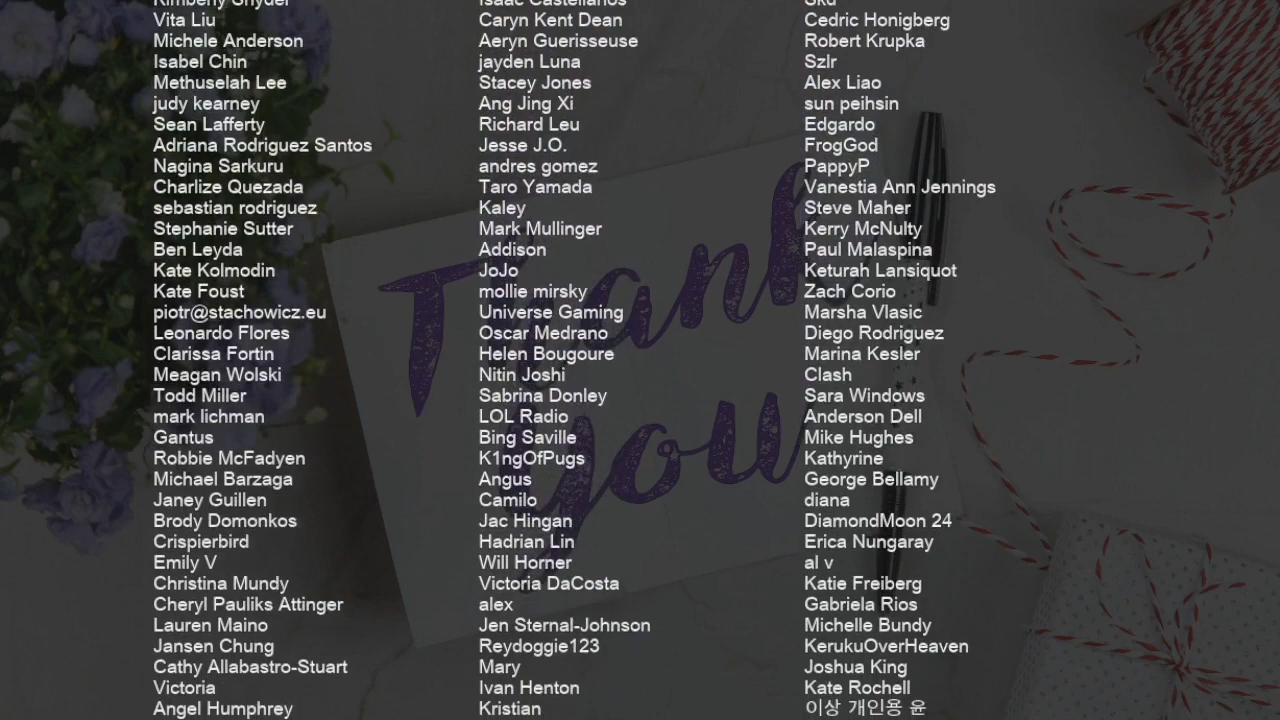 Kimberly Snyder
Vita Liu
Michele Anderson
Isabel Chin
Methuselah Lee
judy kearney
Sean Lafferty
Adriana Rodriguez Santos
Nagina Sarkuru
Charlize Quezada
sebastian rodriguez
Stephanie Sutter
Ben Leyda
Kate Kolmodin
Kate Foust
piotr@stachowicz.eu
Leonardo Flores
Clarissa Fortin
Meagan Wolski
Todd Miller
mark lichman
Gantus
Robbie McFadyen
Michael Barzaga
Janey Guillen
Brody Domonkos
Crispierbird
Emily V
Christina Mundy
Cheryl Pauliks Attinger
Lauren Maino
Jansen Chung
Cathy Allabastro-Stuart
Victoria
Angel Humphrey
Isaac Castellanos
Caryn Kent Dean
Aeryn Guerisseuse
jayden Luna
Stacey Jones
Ang Jing Xi
Richard Leu
Jesse J.O.
andres gomez
Taro Yamada
Kaley
Mark Mullinger
Addison
JoJo
mollie mirsky
Universe Gaming
Oscar Medrano
Helen Bougoure
Nitin Joshi
Sabrina Donley
LOL Radio
Bing Saville
K1ngOfPugs
Angus
Camilo
Jac Hingan
Hadrian Lin
Will Horner
Victoria DaCosta
alex
Jen Sternal-Johnson
Reydoggie123
Mary
Ivan Henton
Kristian
Cedric Honigberg
Robert Krupka
Szlr
Alex Liao
sun peihsin
Edgardo
FrogGod
PappyP
Vanestia Ann Jennings
Steve Maher
Kerry McNulty
Paul Malaspina
Keturah Lansiquot
Zach Corio
Marsha Vlasic
Diego Rodriguez
Marina Kesler
Clash
Sara Windows
Anderson Dell
Mike Hughes
Kathyrine
George Bellamy
diana
DiamondMoon 24
Erica Nungaray
al v
Katie Freiberg
Gabriela Rios
Michelle Bundy
KerukuOverHeaven
Joshua King
Kate Rochell
이상 개인용 윤
Thank
you